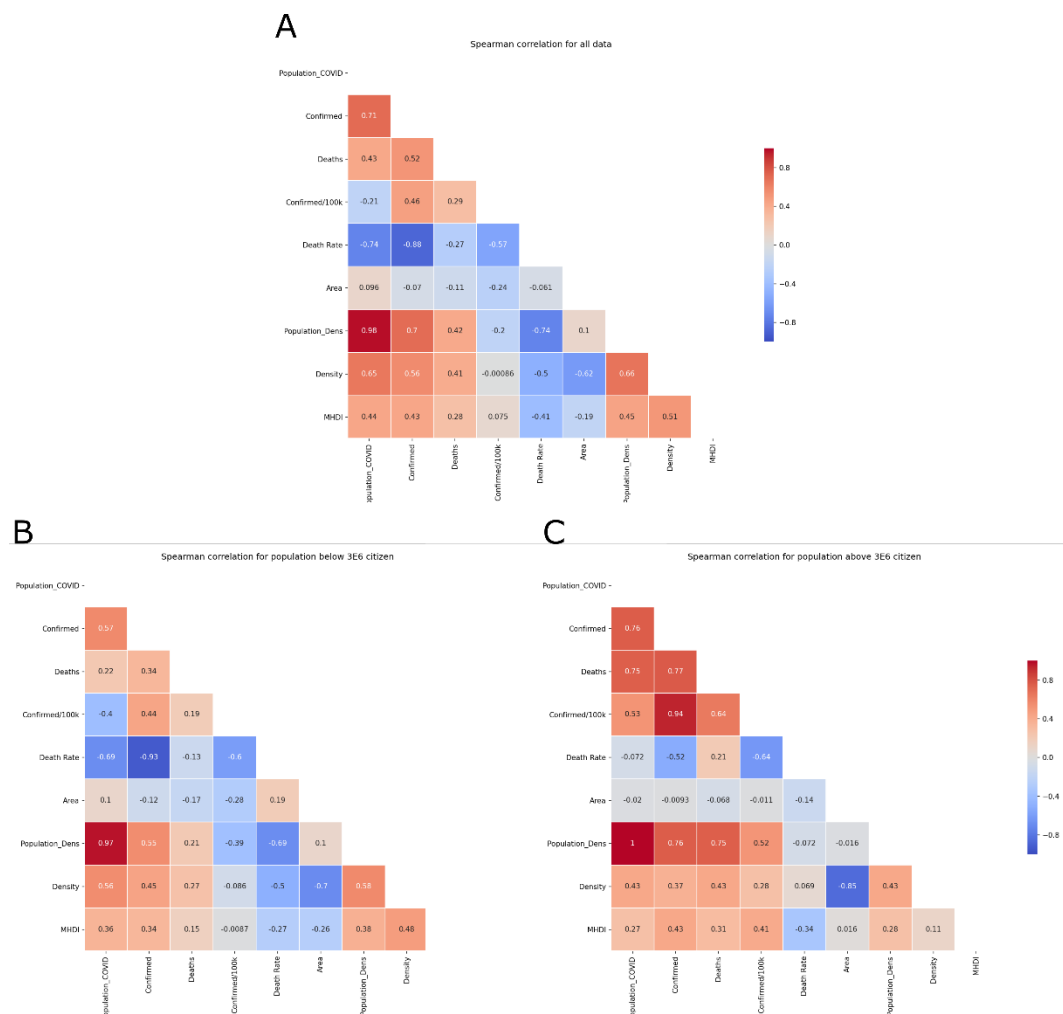 A
Spearman correlation for all data
Population_COVID
Confirmed 0.71
Deaths 0.43 0.52
Confirmed/100k -0.21 0.46 0.29
Death Rate -0.74 -0.88 -0.27 -0.57
Area 0.096 -0.07 -0.11 -0.24 -0.061
Population_Dens 0.98 0.7 0.42 -0.2 -0.74 0.1
Density 0.65 0.56 0.41 -0.00086 -0.5 -0.62 0.66
MHDI 0.44 0.43 0.28 0.075 -0.41 -0.19 0.45 0.51
opulation_COVID Confirmed Deaths Confirmed/100k Death Rate Area Population_Dens Density MHDI
0.8
0.4
0.0
−0.4
−0.8
B
Spearman correlation for population below 3E6 citizen
Population_COVID
Confirmed 0.57
Deaths 0.22 0.34
Confirmed/100k -0.4 0.44 0.19
Death Rate -0.69 -0.93 -0.13 -0.6
Area 0.1 -0.12 -0.17 -0.28 0.19
Population_Dens 0.97 0.55 0.21 -0.39 -0.69 0.1
Density 0.56 0.45 0.27 -0.086 -0.5 -0.7 0.58
MHDI 0.36 0.34 0.15 -0.0087 -0.27 -0.26 0.38 0.48
Population_COVID Confirmed Deaths Confirmed/100k Death Rate Area Population_Dens Density
C
Spearman correlation for population above 3E6 citizen
Population_COVID
Confirmed 0.76
Deaths 0.75 0.77
Confirmed/100k 0.53 0.94 0.64
Death Rate -0.072 -0.52 0.21 -0.64
Area -0.02 -0.0093 -0.068 -0.011 -0.14
Population_Dens 1 0.76 0.75 0.52 -0.072 -0.016
Density 0.43 0.37 0.43 0.28 0.069 -0.85 0.43
MHDI 0.27 0.43 0.31 0.41 -0.34 0.016 0.28 0.11
Population_COVID Confirmed Deaths Confirmed/100k Death Rate Area Population_Dens Density MHDI
0.8
0.4
0.0
−0.4
−0.8